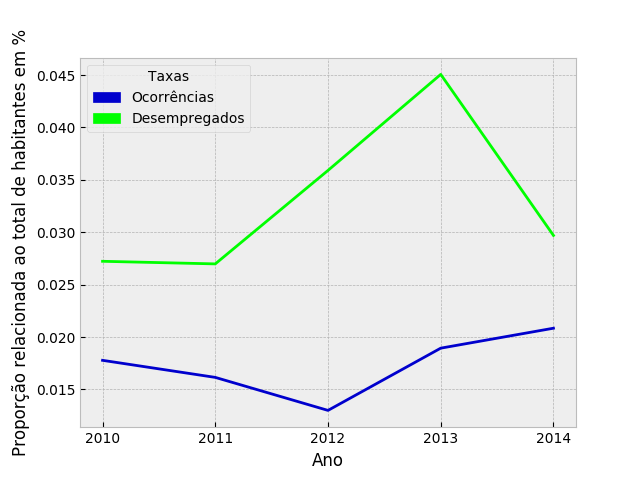 Proporção relacionada ao total de habitantes em %
0.045
0.040
0.035
0.030
0.025
0.020
0.015
Taxas
Ocorrências
Desempregados
2010 2011 2012 2013 2014
Ano